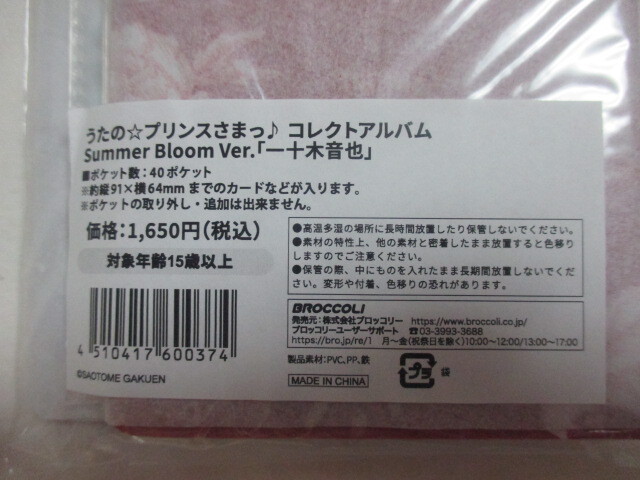 うたの☆プリンスさまっ♪ コレクトアルバム
Summer Bloom Ver.「一十木音也」
■ポケット数：40ポケット
※約縦91×横64mmまでのカードなどが入ります。
※ポケットの取り外し・追加は出来ません。
価格：1,650円（税込）
対象年齢15歳以上
4 510417 600374
©SAOTOME GAKUEN
●高温多湿の場所に長時間放置したり保管しないでください。
●素材の特性上、他の素材と密着したまま放置すると色移り
しますのでご注意ください。
●保管の際、中にものを入れたまま長期間放置しないでくださ
い。変形や付着、色移りの恐れがあります。
BROCCOLI
発売元：株式会社ブロッコリー https://www.broccoli.co.jp/
ブロッコリーユーザーサポート ☎03-3993-3688
https://bro.jp/re/1 月～金（祝祭日を除く）10:00～12:00/13:00～17:00
製品素材：PVC、PP、鉄
MADE IN CHINA
プラ 袋